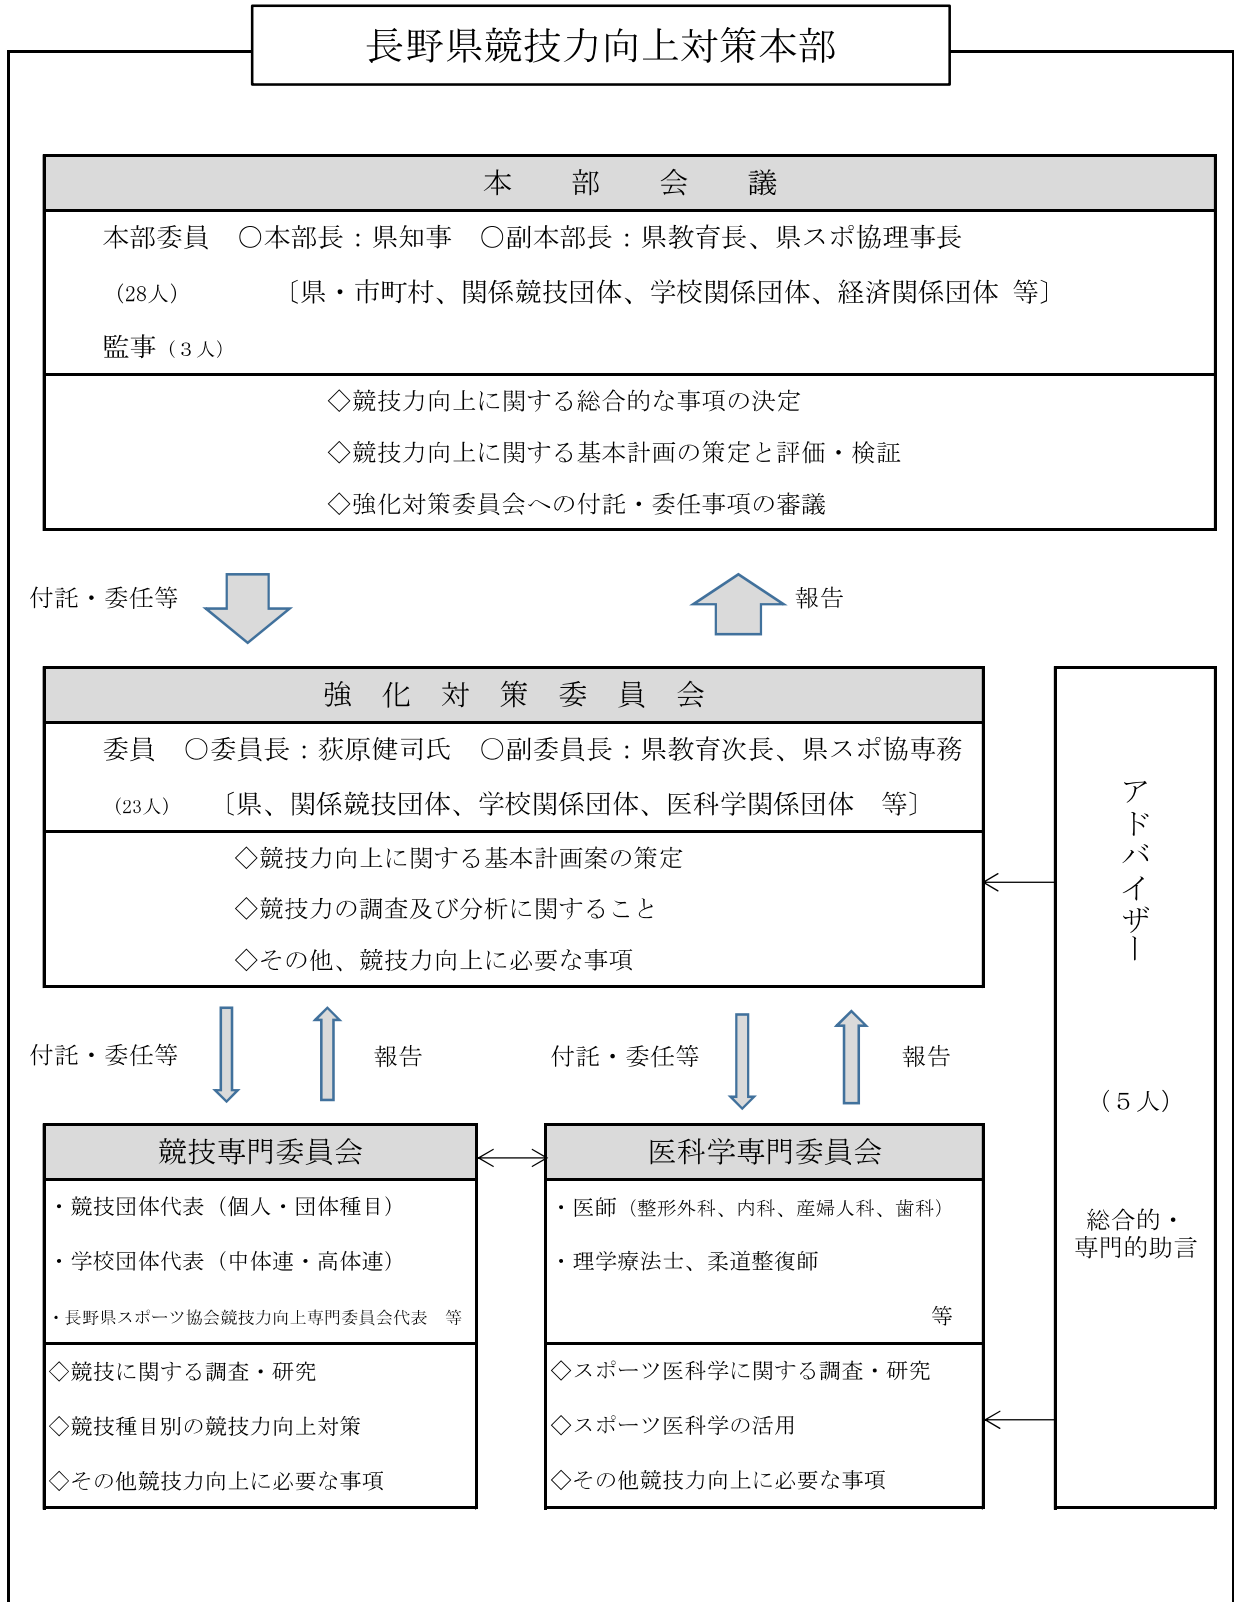 長野県競技力向上対策本部
本　部　会　議
本部委員　○本部長：県知事　○副本部長：県教育長、県スポ協理事長
（28人）　〔県・市町村、関係競技団体、学校関係団体、経済関係団体 等〕
監事（３人）
◇競技力向上に関する総合的な事項の決定
◇競技力向上に関する基本計画の策定と評価・検証
◇強化対策委員会への付託・委任事項の審議
付託・委任等
報告
強　化　対　策　委　員　会
委員　○委員長：荻原健司氏　○副委員長：県教育次長、県スポ協専務
（23人）　〔県、関係競技団体、学校関係団体、医科学関係団体　等〕
◇競技力向上に関する基本計画案の策定
◇競技力の調査及び分析に関すること
◇その他、競技力向上に必要な事項
アドバイザー
（５人）
総合的・
専門的助言
付託・委任等
報告
付託・委任等
報告
競技専門委員会
・競技団体代表（個人・団体種目）
・学校団体代表（中体連・高体連）
・長野県スポーツ協会競技力向上専門委員会代表　等
◇競技に関する調査・研究
◇競技種目別の競技力向上対策
◇その他競技力向上に必要な事項
医科学専門委員会
・医師（整形外科、内科、産婦人科、歯科）
・理学療法士、柔道整復師
等
◇スポーツ医科学に関する調査・研究
◇スポーツ医科学の活用
◇その他競技力向上に必要な事項